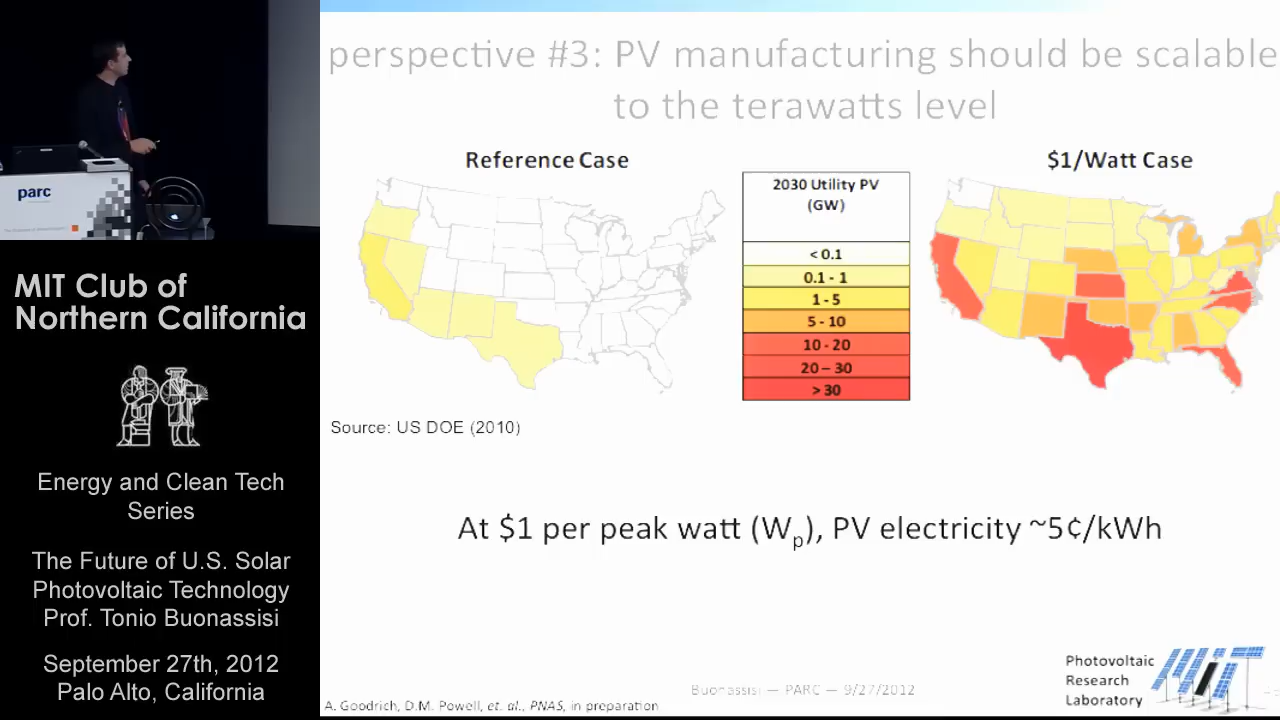 perspective #3: PV manufacturing should be scalable
to the terawatts level
Reference Case
$1/Watt Case
2030 Utility PV
(GW)
< 0.1
0.1 - 1
1 - 5
5 - 10
10 - 20
20 – 30
> 30
Source: US DOE (2010)
At $1 per peak watt (Wp), PV electricity ~5¢/kWh
Photovoltaic
Research
Laboratory
MIT
Buonassisi — PARC — 9/27/2012
A. Goodrich, D.M. Powell, et. al., PNAS, in preparation
parc
MIT Club of
Northern California
Energy and Clean Tech
Series
The Future of U.S. Solar
Photovoltaic Technology
Prof. Tonio Buonassisi
September 27th, 2012
Palo Alto, California